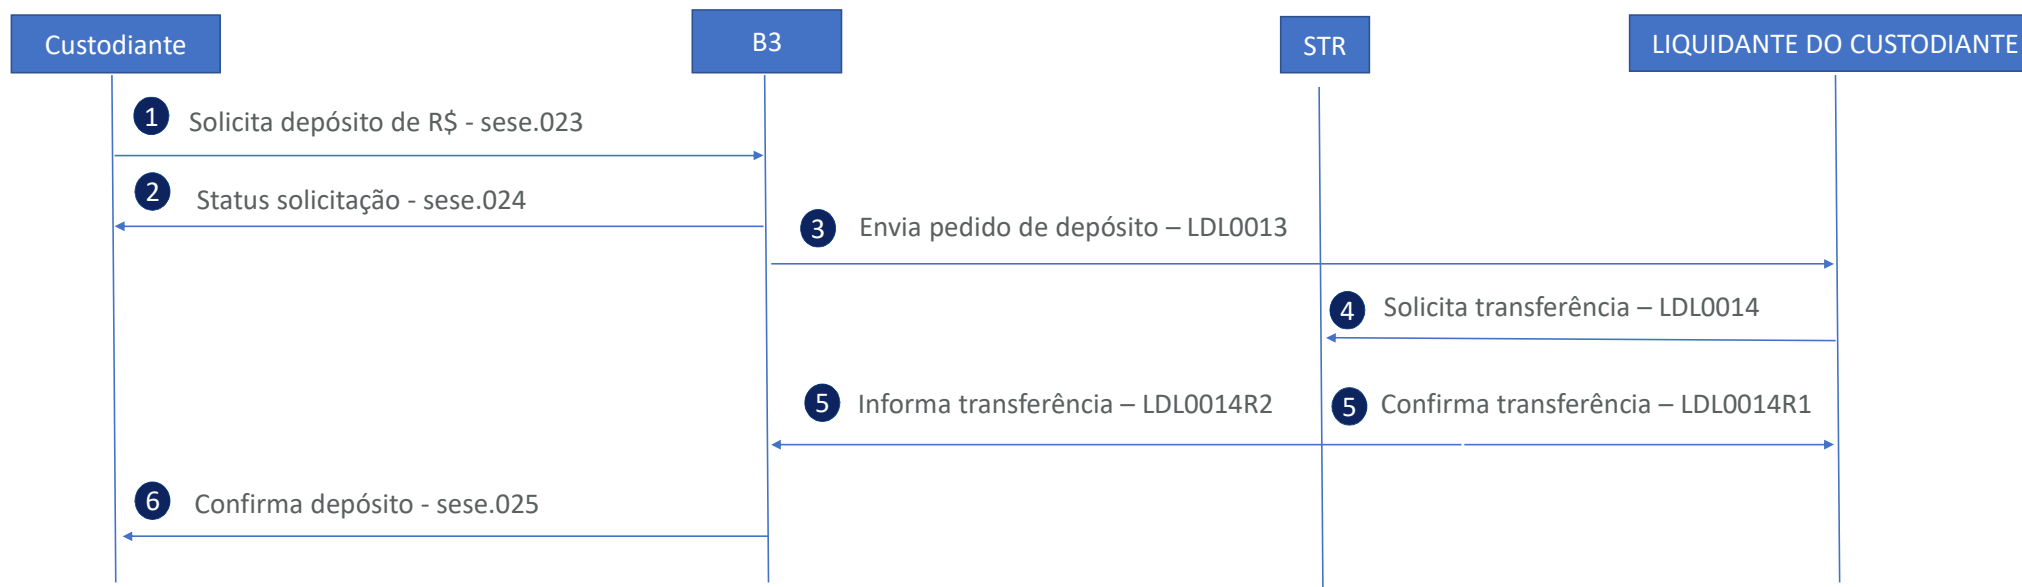 Custodiante
B3
STR
LIQUIDANTE DO CUSTODIANTE
1 Solicita depósito de R$ - sese.023
2 Status solicitação - sese.024
3 Envia pedido de depósito – LDL0013
4 Solicita transferência – LDL0014
5 Informa transferência – LDL0014R2
5 Confirma transferência – LDL0014R1
6 Confirma depósito - sese.025